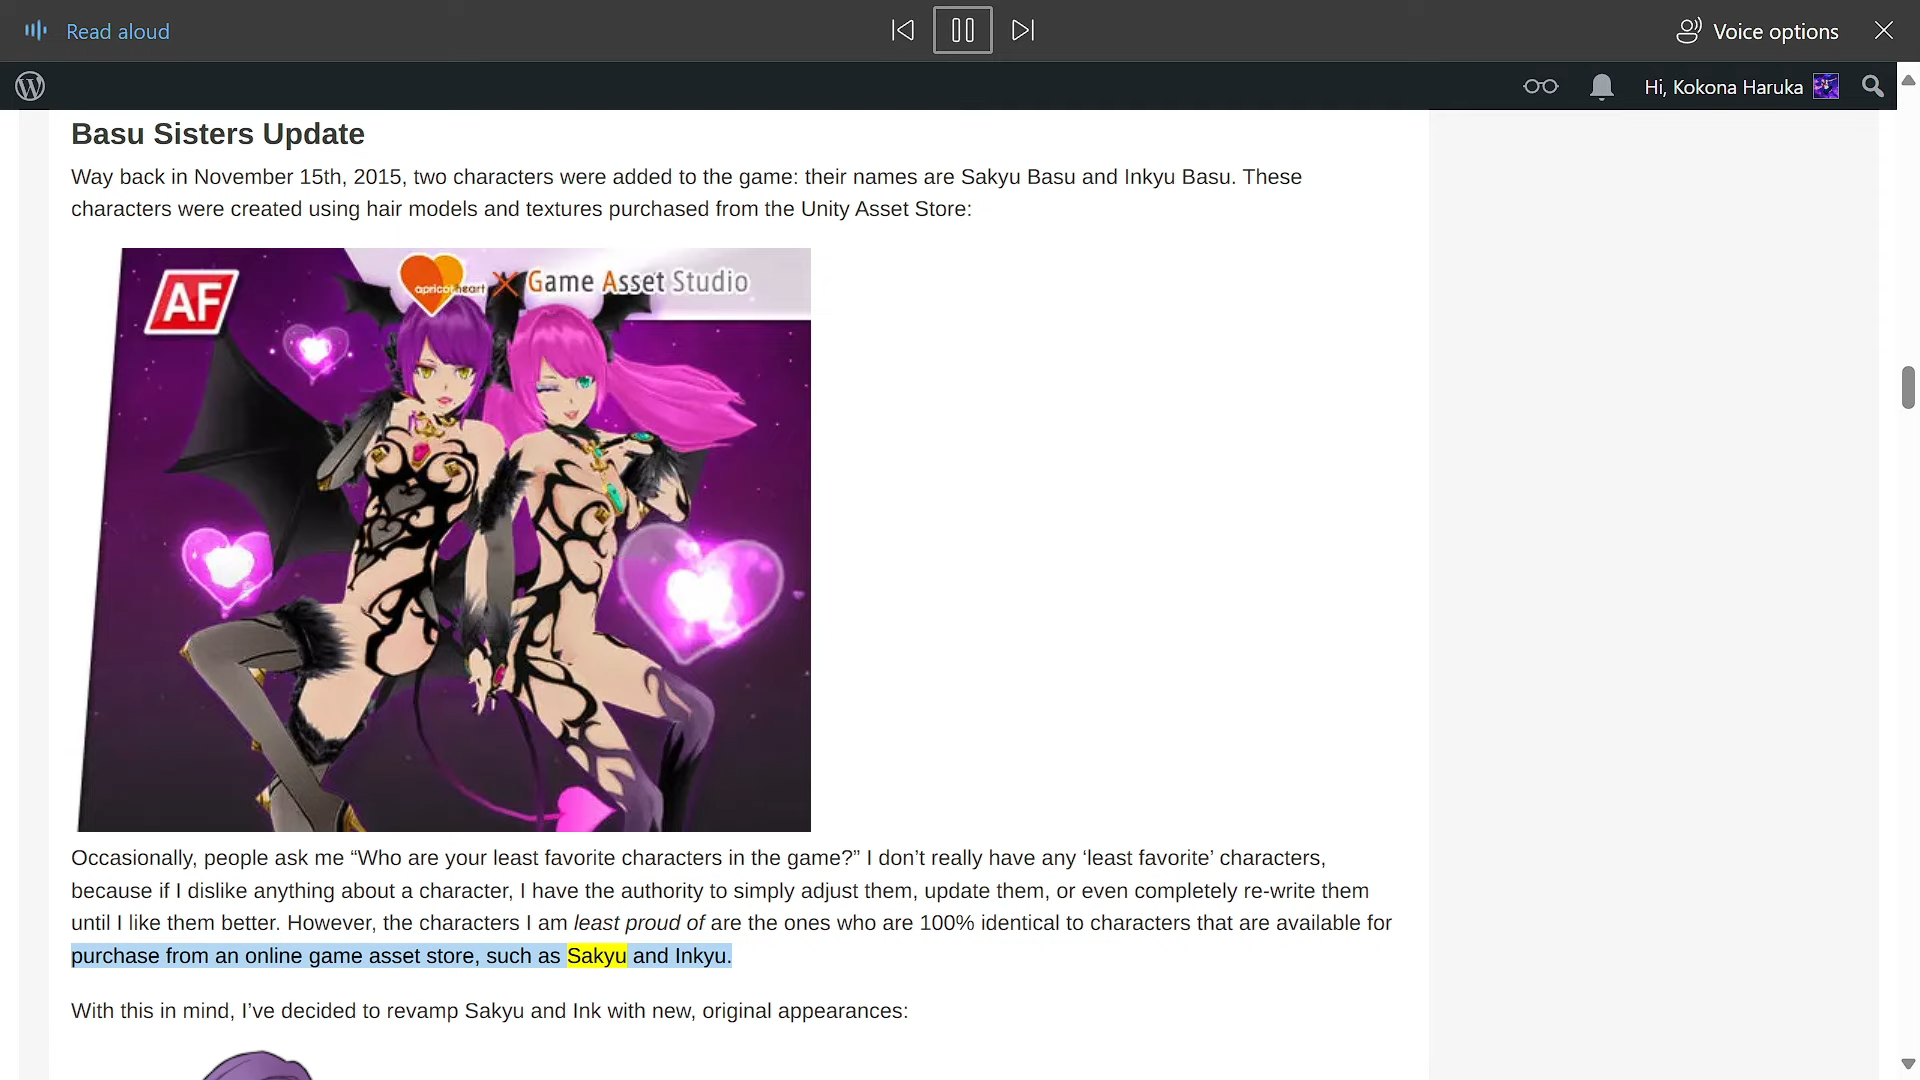 Read aloud
Voice options
Hi, Kokona Haruka
Basu Sisters Update
Way back in November 15th, 2015, two characters were added to the game: their names are Sakyu Basu and Inkyu Basu. These
characters were created using hair models and textures purchased from the Unity Asset Store:
AF
apricot heart
Game Asset Studio
Occasionally, people ask me “Who are your least favorite characters in the game?” I don’t really have any ‘least favorite’ characters,
because if I dislike anything about a character, I have the authority to simply adjust them, update them, or even completely re-write them
until I like them better. However, the characters I am least proud of are the ones who are 100% identical to characters that are available for
purchase from an online game asset store, such as Sakyu and Inkyu.
With this in mind, I’ve decided to revamp Sakyu and Ink with new, original appearances: